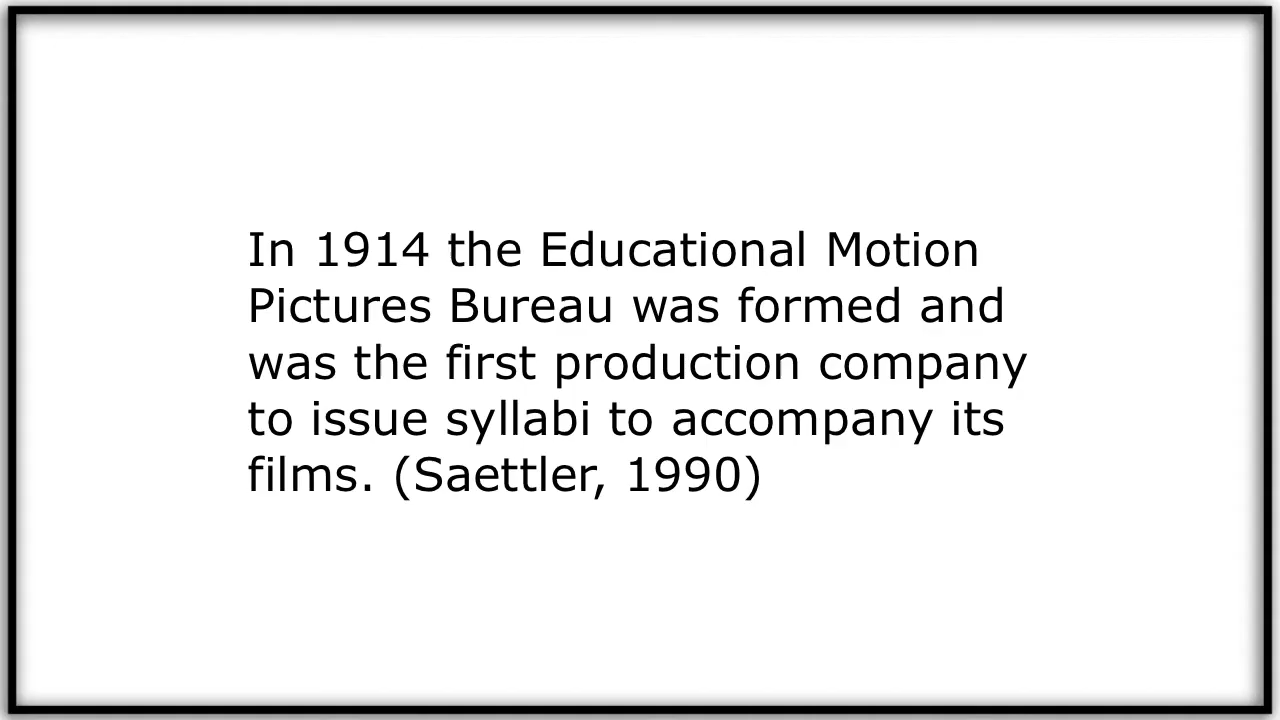 In 1914 the Educational Motion
Pictures Bureau was formed and
was the first production company
to issue syllabi to accompany its
films. (Saettler, 1990)